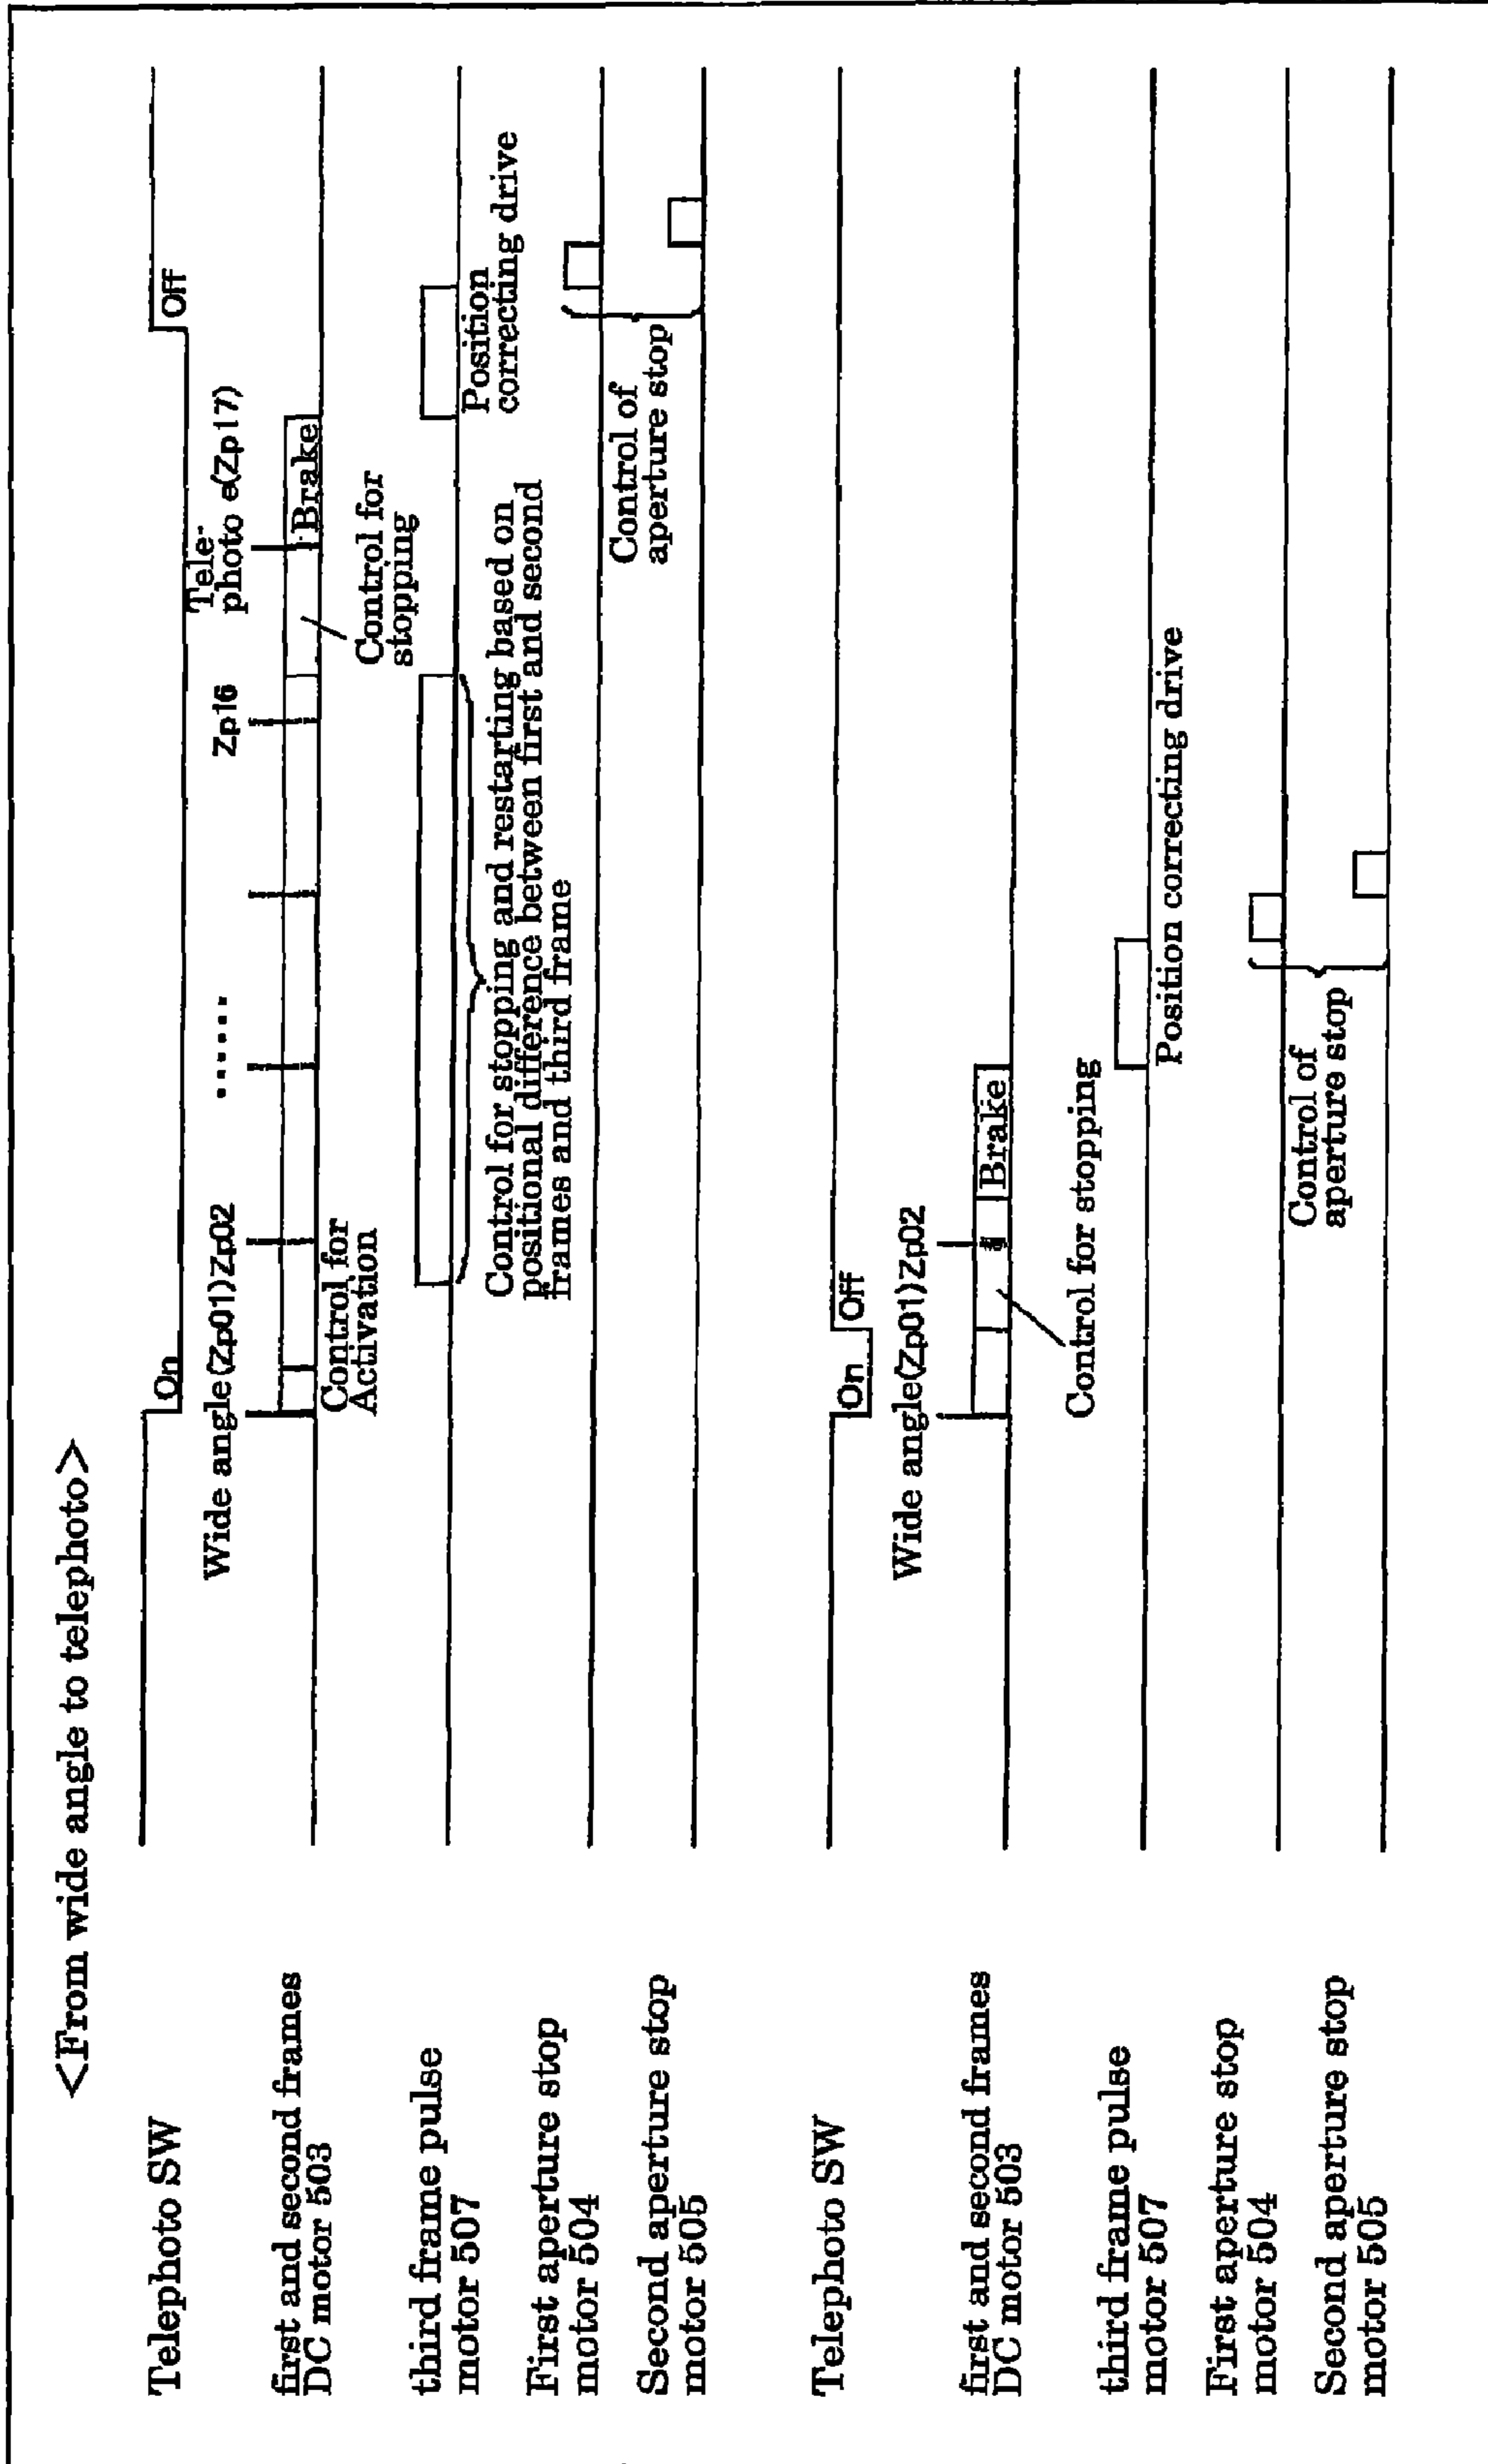 <From wide angle to telephoto>
Telephoto SW
On
Off
first and second frames
DC motor 503
Wide angle(Zp01)Zp02
......
Zp16
Tele-
photo e(Zp17)
Brake
Control for
Activation
Control for
stopping
third frame pulse
motor 507
Control for stopping and restarting based on
positional difference between first and second
frames and third frame
Position
correcting drive
First aperture stop
motor 504
Control of
aperture stop
Second aperture stop
motor 505
Telephoto SW
On
Off
first and second frames
DC motor 503
Wide angle(Zp01)Zp02
Brake
Control for stopping
third frame pulse
motor 507
Position correcting drive
First aperture stop
motor 504
Control of
aperture stop
Second aperture stop
motor 505